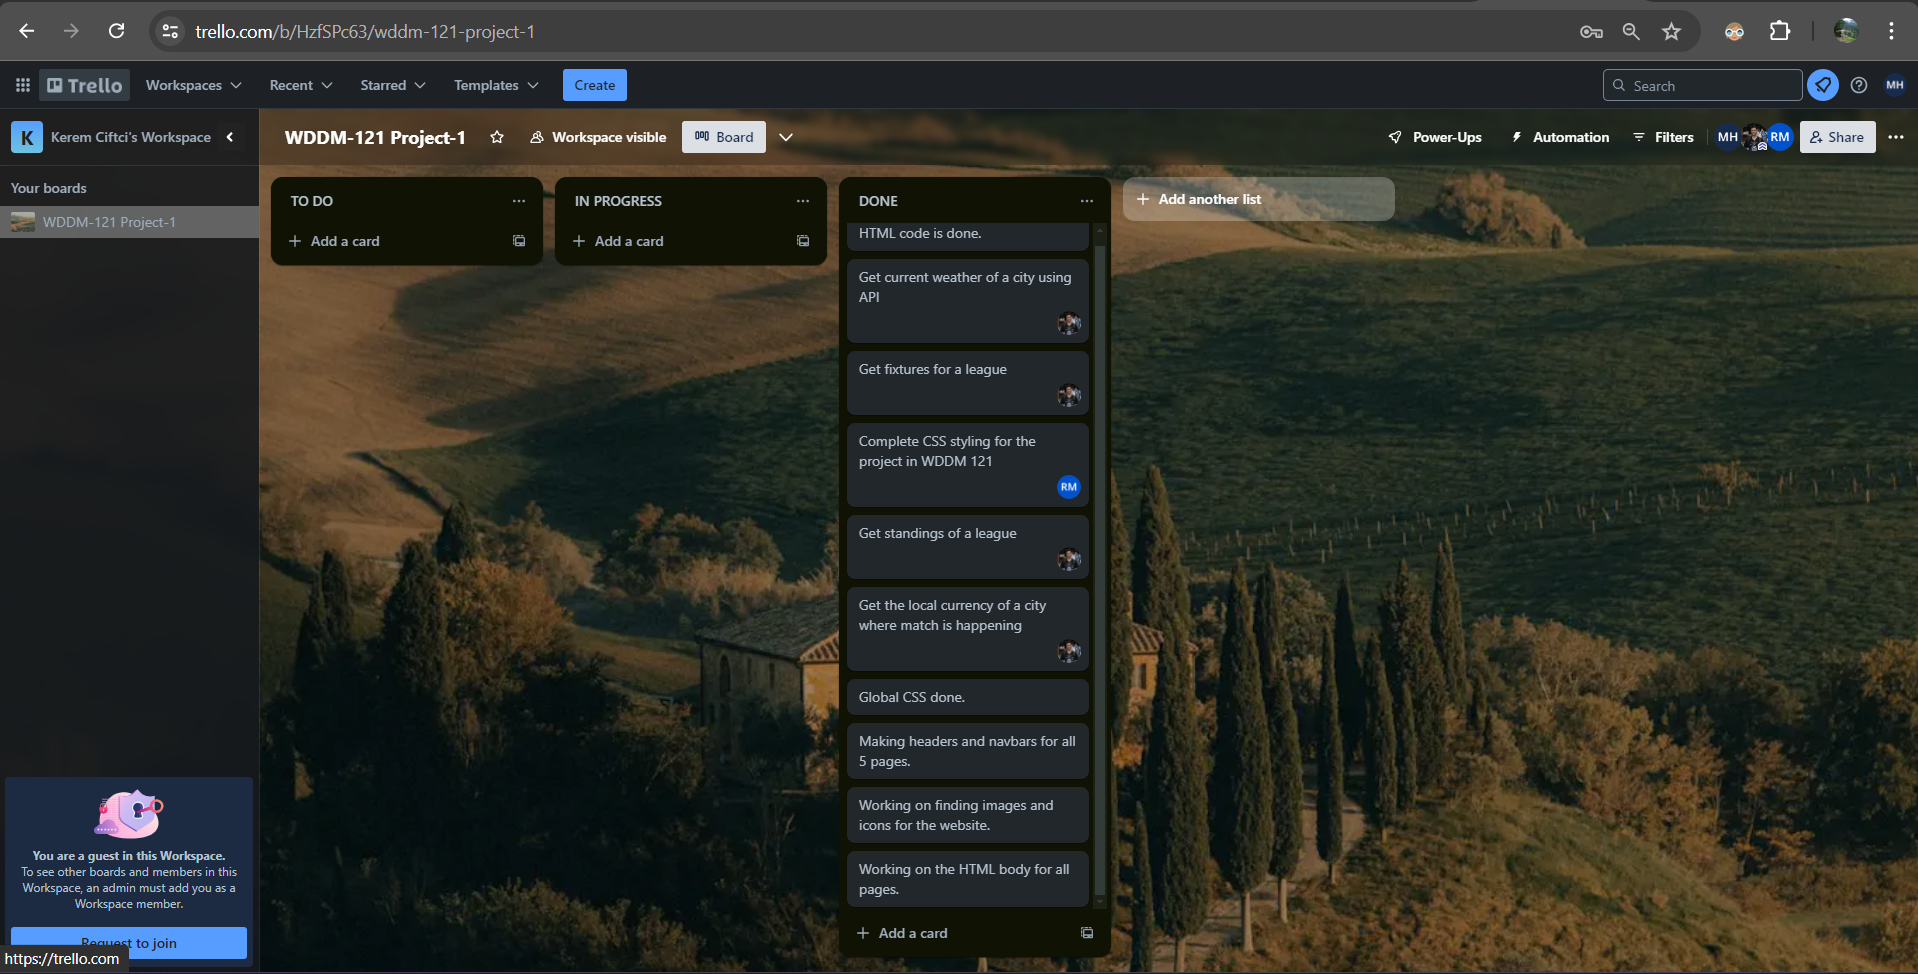 trello.com/b/HzfSPc63/wddm-121-project-1
Trello
Workspaces
Recent
Starred
Templates
Create
Search
MH
K
Kerem Ciftci's Workspace
WDDM-121 Project-1
Workspace visible
Board
Power-Ups
Automation
Filters
MH
RM
Share
Your boards
WDDM-121 Project-1
TO DO
Add a card
IN PROGRESS
Add a card
DONE
HTML code is done.
Get current weather of a city using
API
Get fixtures for a league
Complete CSS styling for the
project in WDDM 121
RM
Get standings of a league
Get the local currency of a city
where match is happening
Global CSS done.
Making headers and navbars for all
5 pages.
Working on finding images and
icons for the website.
Working on the HTML body for all
pages.
Add a card
Add another list
You are a guest in this Workspace.
To see other boards and members in this
Workspace, an admin must add you as a
Workspace member.
Request to join
https://trello.com